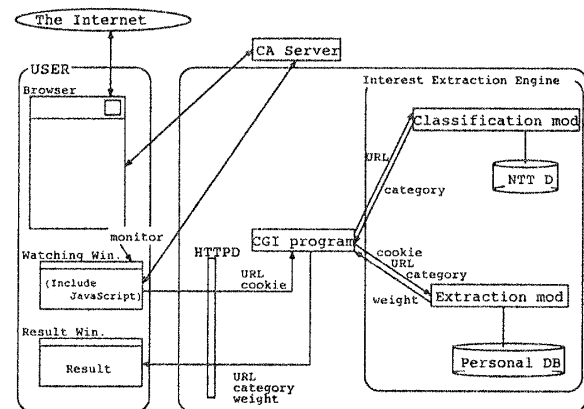 The Internet
CA Server
USER
Browser
Interest Extraction Engine
Classification mod
URL
category
NTT D
monitor
HTTPD
CGI program
Watching Win.
(Include
JavaScript)
URL
cookie
cookie
URL
category
weight
Extraction mod
Result Win.
Result
Personal DB
URL
category
weight